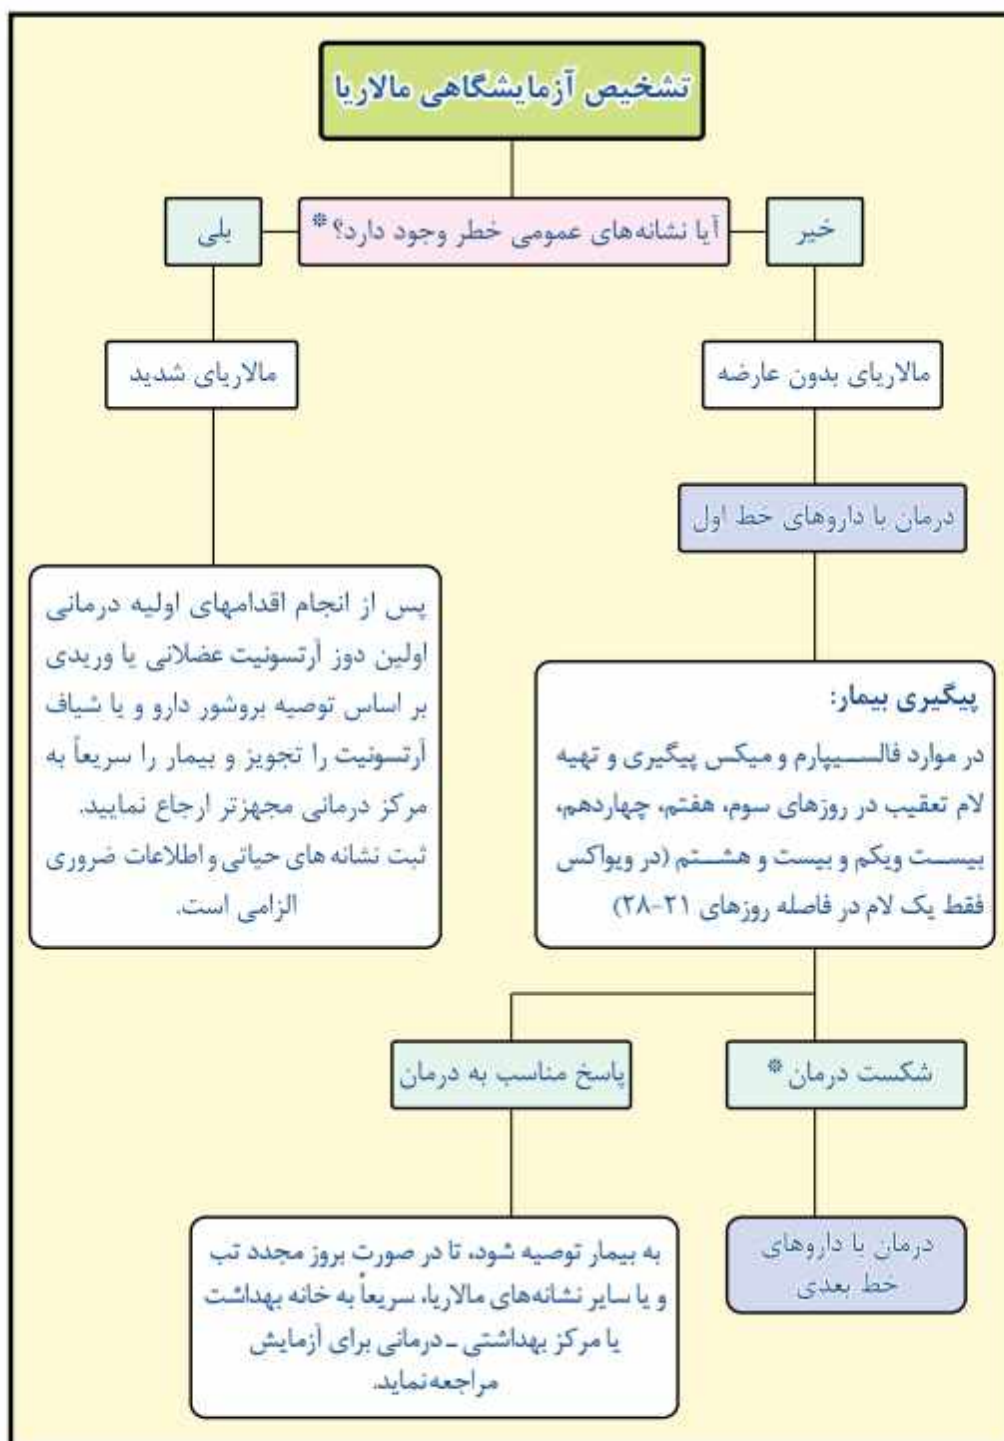 تشخیص آزمایشگاهی مالاریا
خیر
آیا نشانه‌های عمومی خطر وجود دارد؟ *
بلی
مالاریای بدون عارضه
مالاریای شدید
درمان با داروهای خط اول
پس از انجام اقدامهای اولیه درمانی
اولین دوز آرتسونیت عضلانی یا وریدی
بر اساس توصیه بروشور دارو و یا شیاف
آرتسونیت را تجویز و بیمار را سریعاً به
مرکز درمانی مجهزتر ارجاع نمایید.
ثبت نشانه های حیاتی و اطلاعات ضروری
الزامی است.
پیگیری بیمار:
در موارد فالسیپارم و میکس پیگیری و تهیه
لام تعقیب در روزهای سوم، هفتم، چهاردهم،
بیست ویکم و بیست و هشتم (در ویواکس
فقط یک لام در فاصله روزهای ۲۱-۲۸)
شکست درمان *
پاسخ مناسب به درمان
درمان با داروهای
خط بعدی
به بیمار توصیه شود، تا در صورت بروز مجدد تب
و یا سایر نشانه‌های مالاریا، سریعاً به خانه بهداشت
یا مرکز بهداشتی ـ درمانی برای آزمایش
مراجعه نماید.